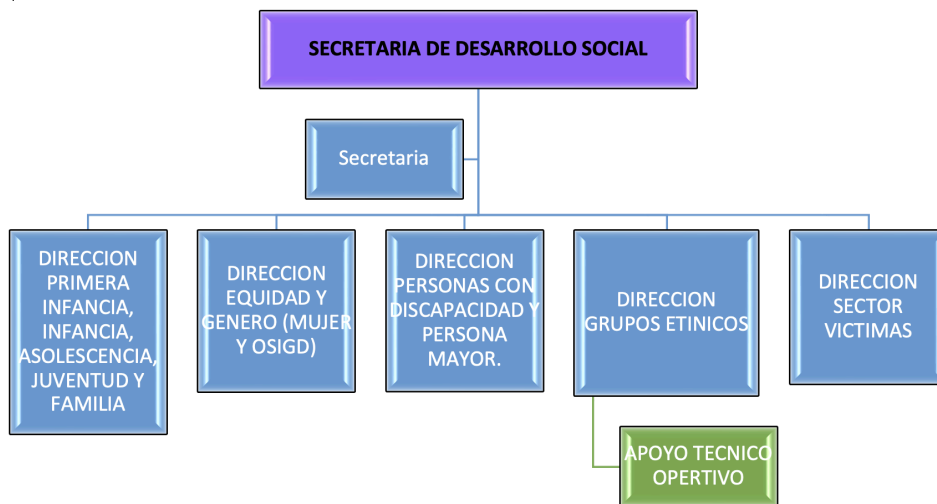 SECRETARIA DE DESARROLLO SOCIAL
Secretaria
DIRECCION
PRIMERA
INFANCIA,
INFANCIA,
ASOLESCENCIA,
JUVENTUD Y
FAMILIA
DIRECCION
EQUIDAD Y
GENERO (MUJER
Y OSIGD)
DIRECCION
PERSONAS CON
DISCAPACIDAD Y
PERSONA
MAYOR.
DIRECCION
GRUPOS ETINICOS
DIRECCION
SECTOR
VICTIMAS
APOYO TECNICO
OPERTIVO